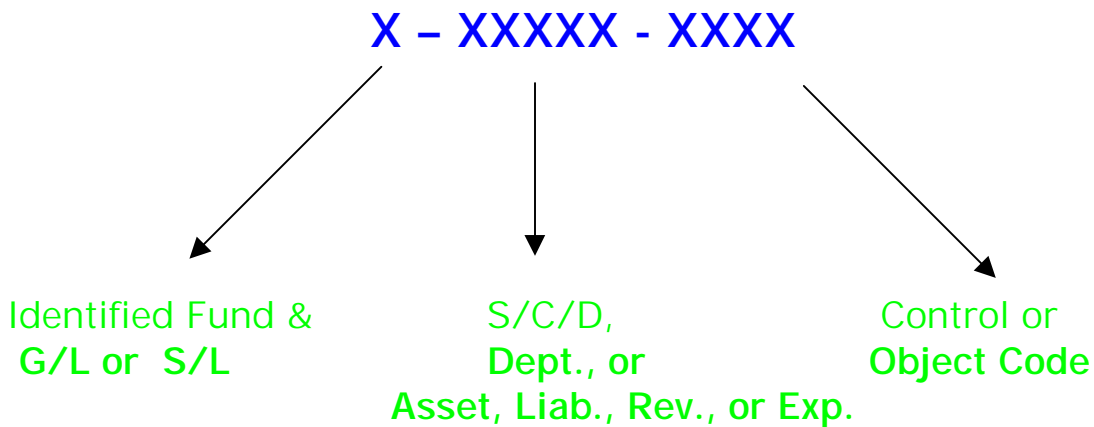 X – XXXXX - XXXX
Identified Fund &
G/L or S/L
S/C/D,
Dept., or
Asset, Liab., Rev., or Exp.
Control or
Object Code